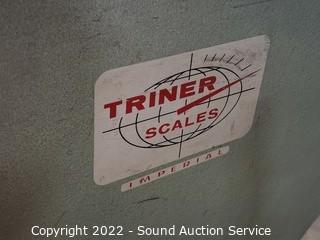 TRINER
SCALES
IMPERIAL
Copyright 2022 - Sound Auction Service